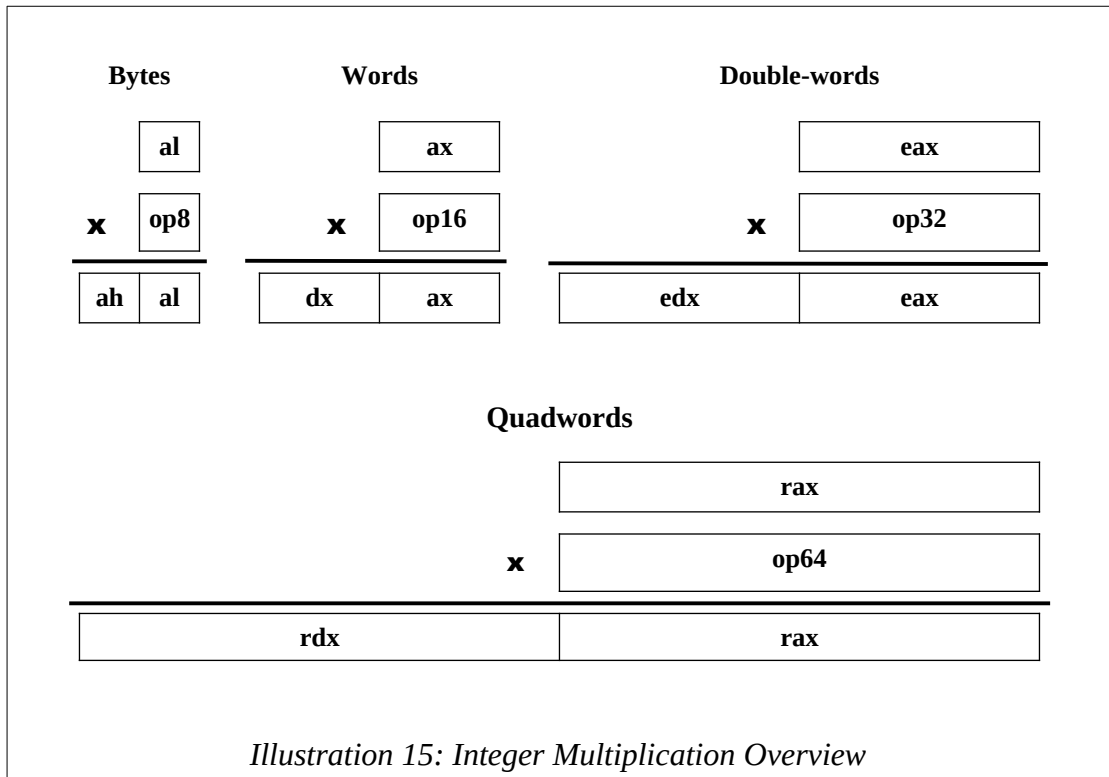 Bytes Words Double-words
al ax eax
x op8 x op16 x op32
ah al dx ax edx eax
Quadwords
rax
x op64
rdx rax
Illustration 15: Integer Multiplication Overview